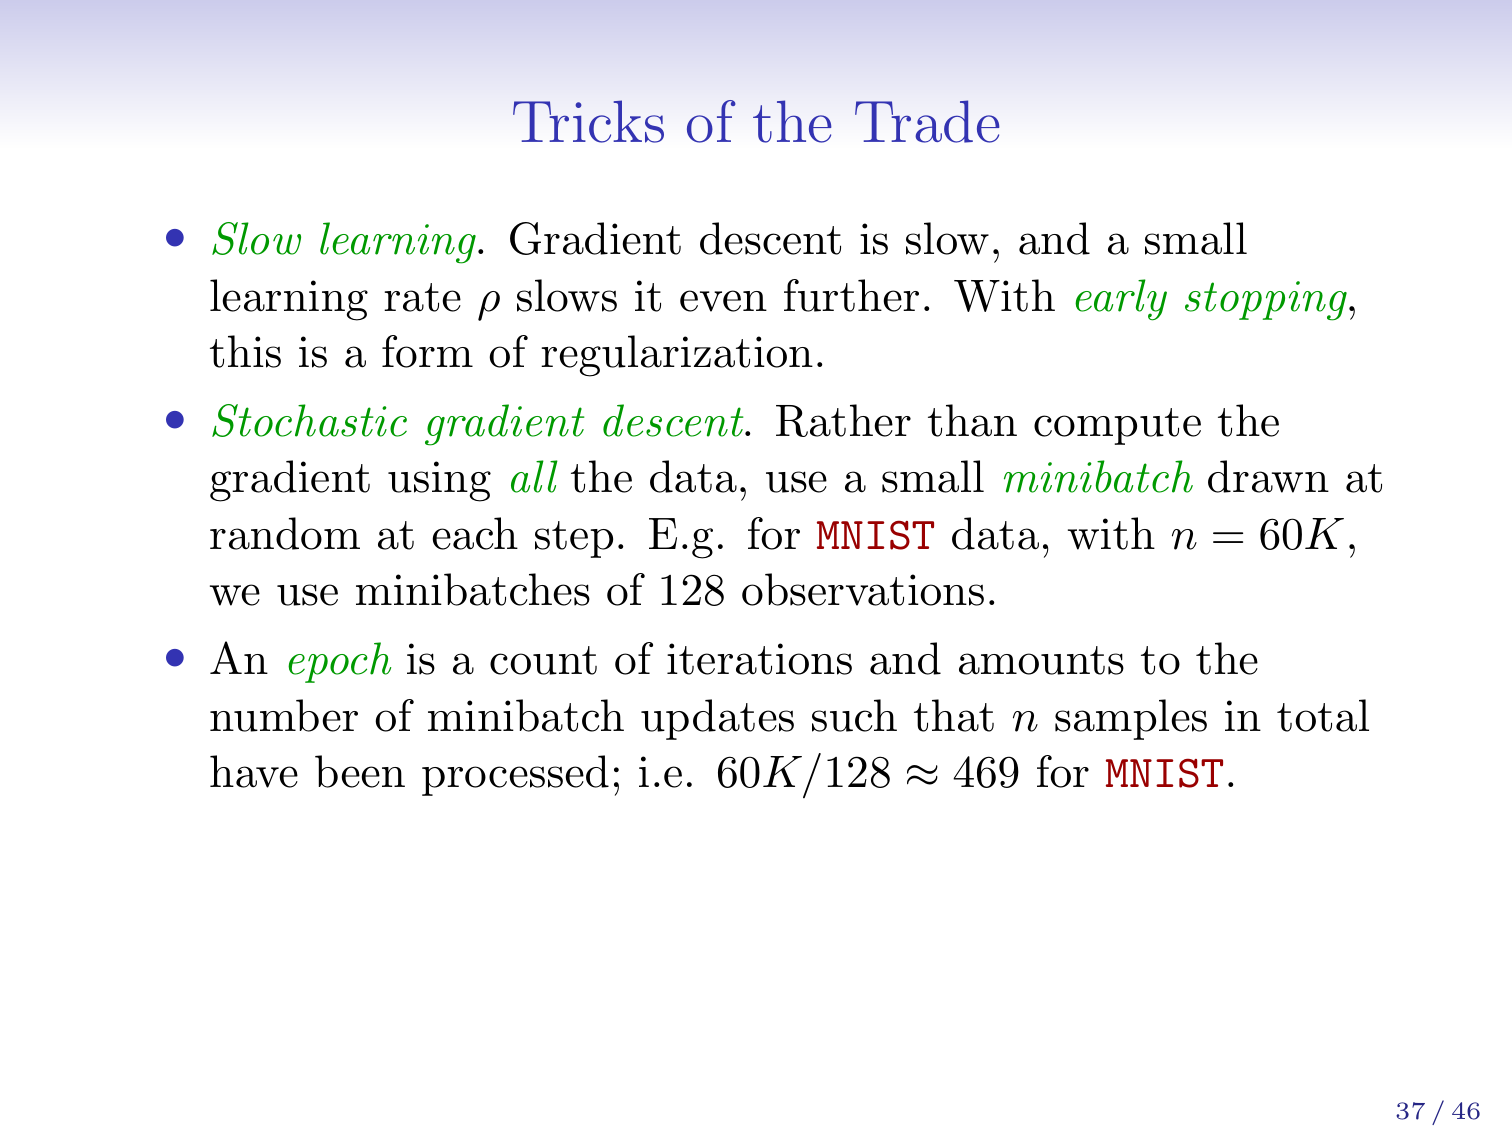 Tricks of the Trade
• Slow learning. Gradient descent is slow, and a small
learning rate ρ slows it even further. With early stopping,
this is a form of regularization.
• Stochastic gradient descent. Rather than compute the
gradient using all the data, use a small minibatch drawn at
random at each step. E.g. for MNIST data, with n = 60K,
we use minibatches of 128 observations.
• An epoch is a count of iterations and amounts to the
number of minibatch updates such that n samples in total
have been processed; i.e. 60K/128 ≈ 469 for MNIST.
37 / 46